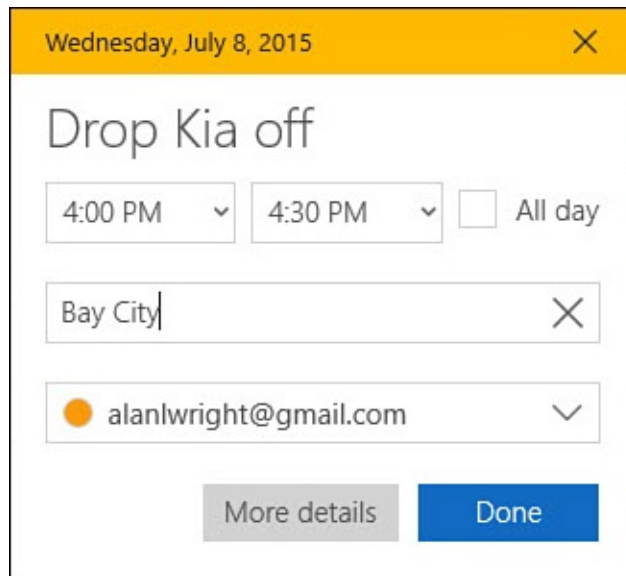 Wednesday, July 8, 2015
Drop Kia off
4:00 PM 4:30 PM All day
Bay City
alanlwright@gmail.com
More details Done